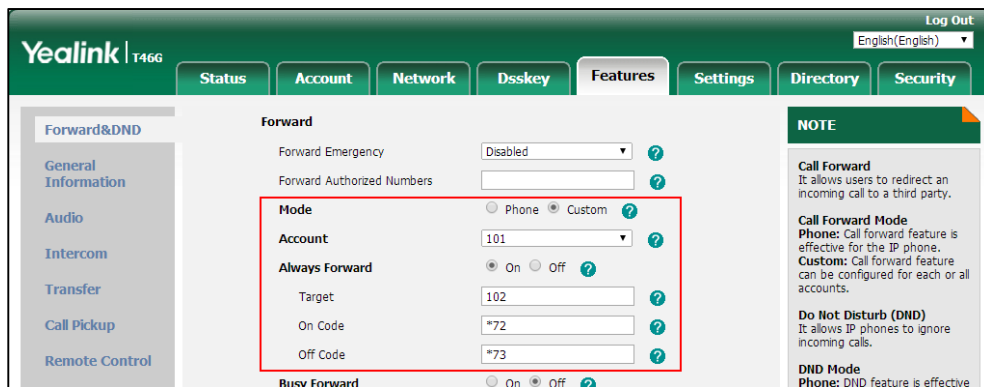 Log Out
Yealink T46G
English(English)
Status Account Network Dsskey Features Settings Directory Security
Forward&DND
General
Information
Audio
Intercom
Transfer
Call Pickup
Remote Control
Forward
Forward Emergency Disabled ?
Forward Authorized Numbers ?
Mode Phone Custom ?
Account 101 ?
Always Forward On Off ?
Target 102 ?
On Code *72 ?
Off Code *73 ?
Busy Forward On Off ?
NOTE
Call Forward
It allows users to redirect an
incoming call to a third party.
Call Forward Mode
Phone: Call forward feature is
effective for the IP phone.
Custom: Call forward feature
can be configured for each or all
accounts.
Do Not Disturb (DND)
It allows IP phones to ignore
incoming calls.
DND Mode
Phone: DND feature is effective